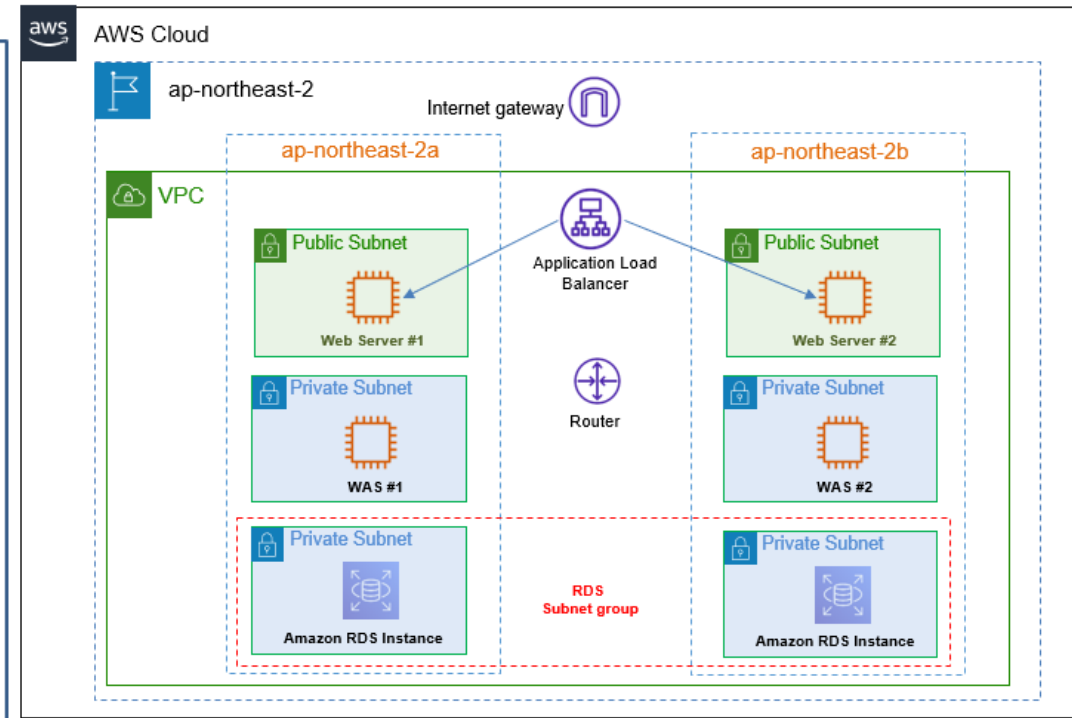 aws
AWS Cloud
ap-northeast-2
Internet gateway
ap-northeast-2a
ap-northeast-2b
VPC
Public Subnet
Web Server #1
Application Load
Balancer
Public Subnet
Web Server #2
Private Subnet
WAS #1
Router
Private Subnet
WAS #2
Private Subnet
Amazon RDS Instance
RDS
Subnet group
Private Subnet
Amazon RDS Instance